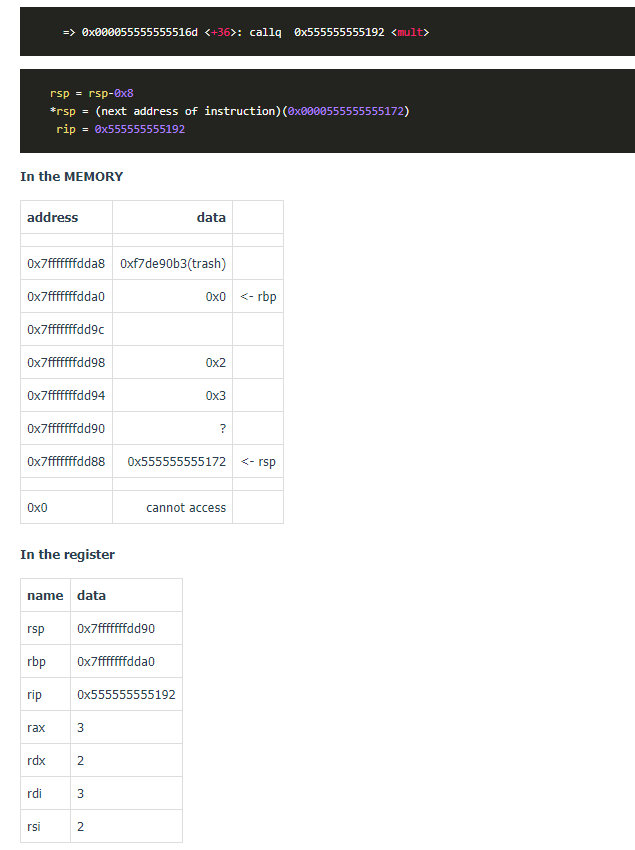 => 0x000055555555516d <+36>: callq 0x555555555192 <mult>
rsp = rsp-0x8
*rsp = (next address of instruction)(0x0000555555555172)
rip = 0x555555555192
In the MEMORY
address data
0x7fffffffdda8 0xf7de90b3(trash)
0x7fffffffdda0 0x0 <- rbp
0x7fffffffdd9c
0x7fffffffdd98 0x2
0x7fffffffdd94 0x3
0x7fffffffdd90 ?
0x7fffffffdd88 0x555555555172 <- rsp
0x0 cannot access
In the register
name data
rsp 0x7fffffffdd90
rbp 0x7fffffffdda0
rip 0x555555555192
rax 3
rdx 2
rdi 3
rsi 2